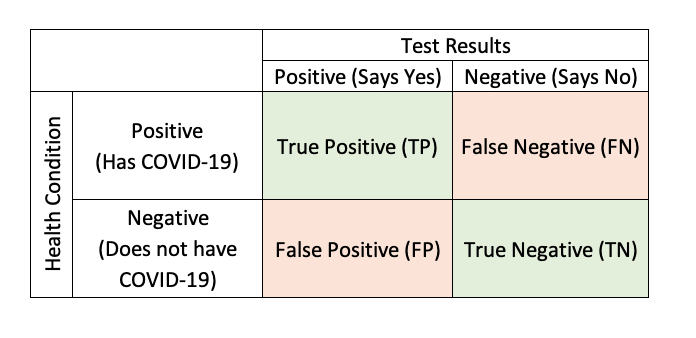 Test Results
Positive (Says Yes)
Negative (Says No)
Health Condition
Positive
(Has COVID-19)
True Positive (TP)
False Negative (FN)
Negative
(Does not have
COVID-19)
False Positive (FP)
True Negative (TN)